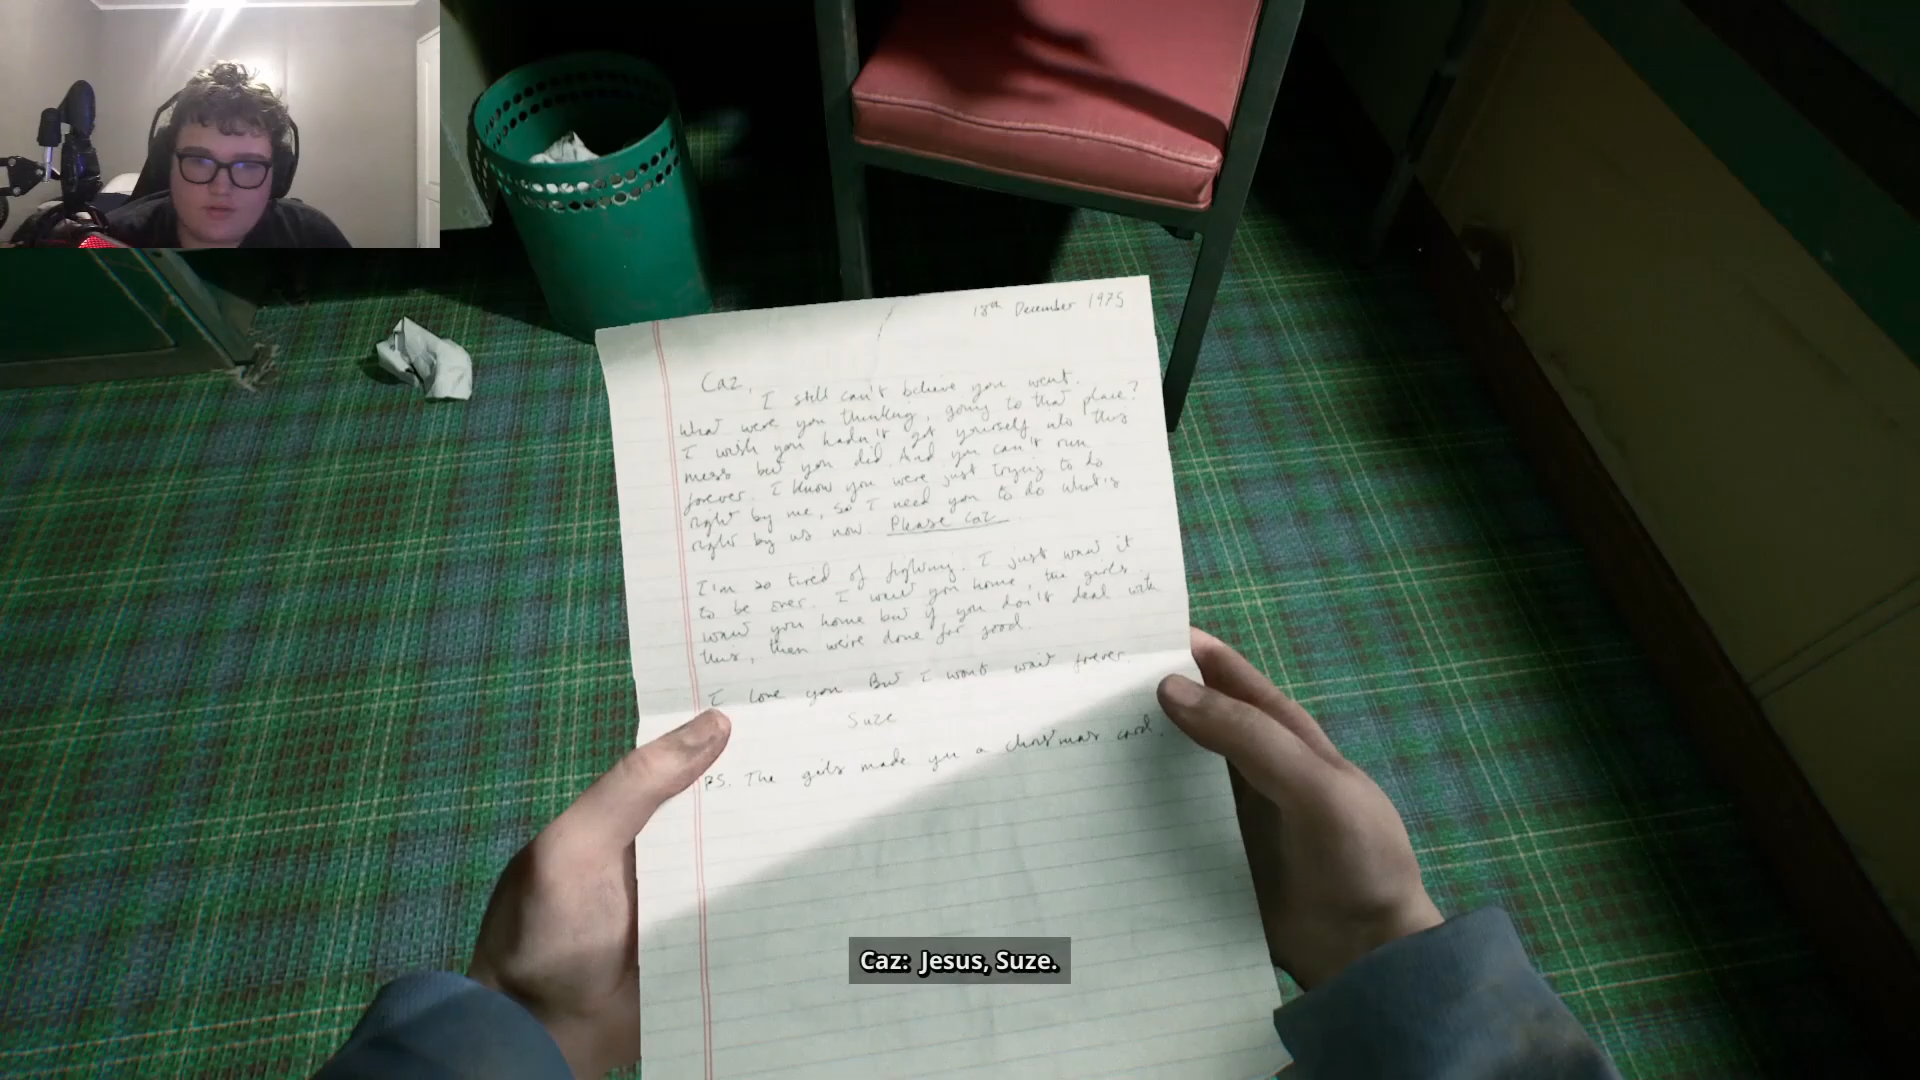 18th December 1975
Caz,
I still can't believe you went.
What were you thinking, going to that place?
I wish you hadn't got yourself into this
mess but you did. And you can't run
forever. I know you were just trying to do
right by me, so I need you to do what's
right by us now. Please Caz
I'm so tired of fighting. I just want it
to be over. I want you home, the girls
want you home but if you don't deal with
this, then we're done for good.
I love you But I won't wait forever.
Suze
PS. The girls made you a christmas card.
Caz: Jesus, Suze.